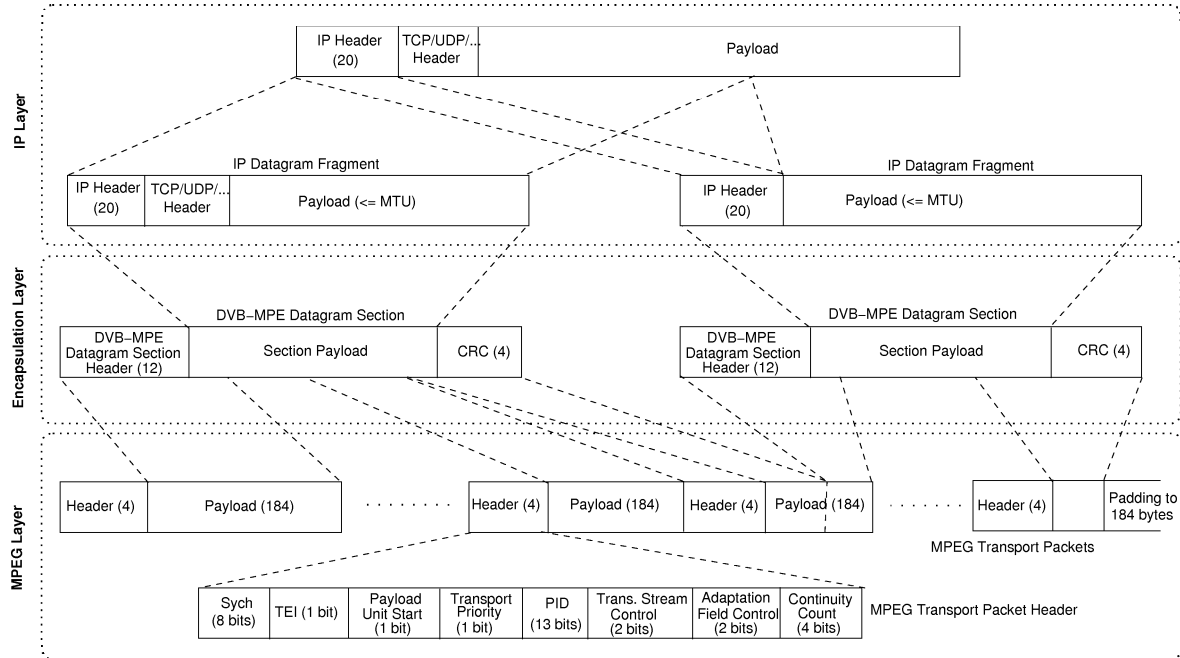 IP Layer
IP Header
(20)
TCP/UDP/...
Header
Payload
IP Datagram Fragment
IP Header
(20)
TCP/UDP/...
Header
Payload (<= MTU)
IP Datagram Fragment
IP Header
(20)
Payload (<= MTU)
Encapsulation Layer
DVB−MPE Datagram Section
DVB−MPE
Datagram Section
Header (12)
Section Payload
CRC (4)
DVB−MPE Datagram Section
DVB−MPE
Datagram Section
Header (12)
Section Payload
CRC (4)
MPEG Layer
Header (4)
Payload (184)
Header (4)
Payload (184)
Header (4)
Payload (184)
Header (4)
Padding to
184 bytes
MPEG Transport Packets
Sych
(8 bits)
TEI (1 bit)
Payload
Unit Start
(1 bit)
Transport
Priority
(1 bit)
PID
(13 bits)
Trans. Stream
Control
(2 bits)
Adaptation
Field Control
(2 bits)
Continuity
Count
(4 bits)
MPEG Transport Packet Header